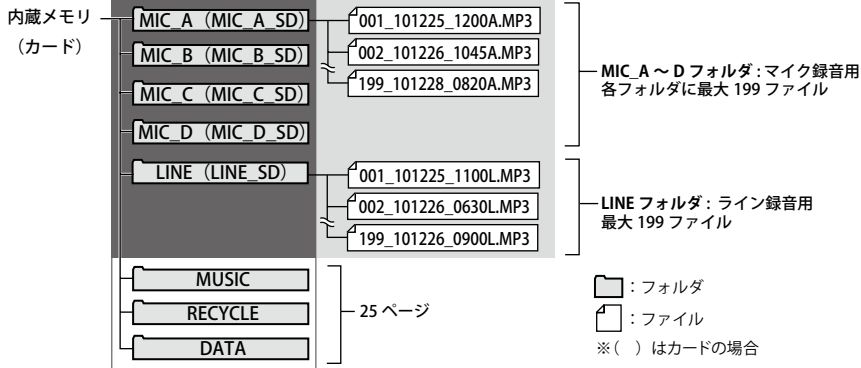 内蔵メモリ
（カード）
MIC_A（MIC_A_SD）
001_101225_1200A.MP3
002_101226_1045A.MP3
199_101228_0820A.MP3
MIC_B（MIC_B_SD）
MIC_C（MIC_C_SD）
MIC_D（MIC_D_SD）
MIC_A ～ D フォルダ : マイク録音用
各フォルダに最大 199 ファイル
LINE（LINE_SD）
001_101225_1100L.MP3
002_101226_0630L.MP3
199_101226_0900L.MP3
LINE フォルダ : ライン録音用
最大 199 ファイル
MUSIC
RECYCLE
DATA
25 ページ
：フォルダ
：ファイル
※(　) はカードの場合